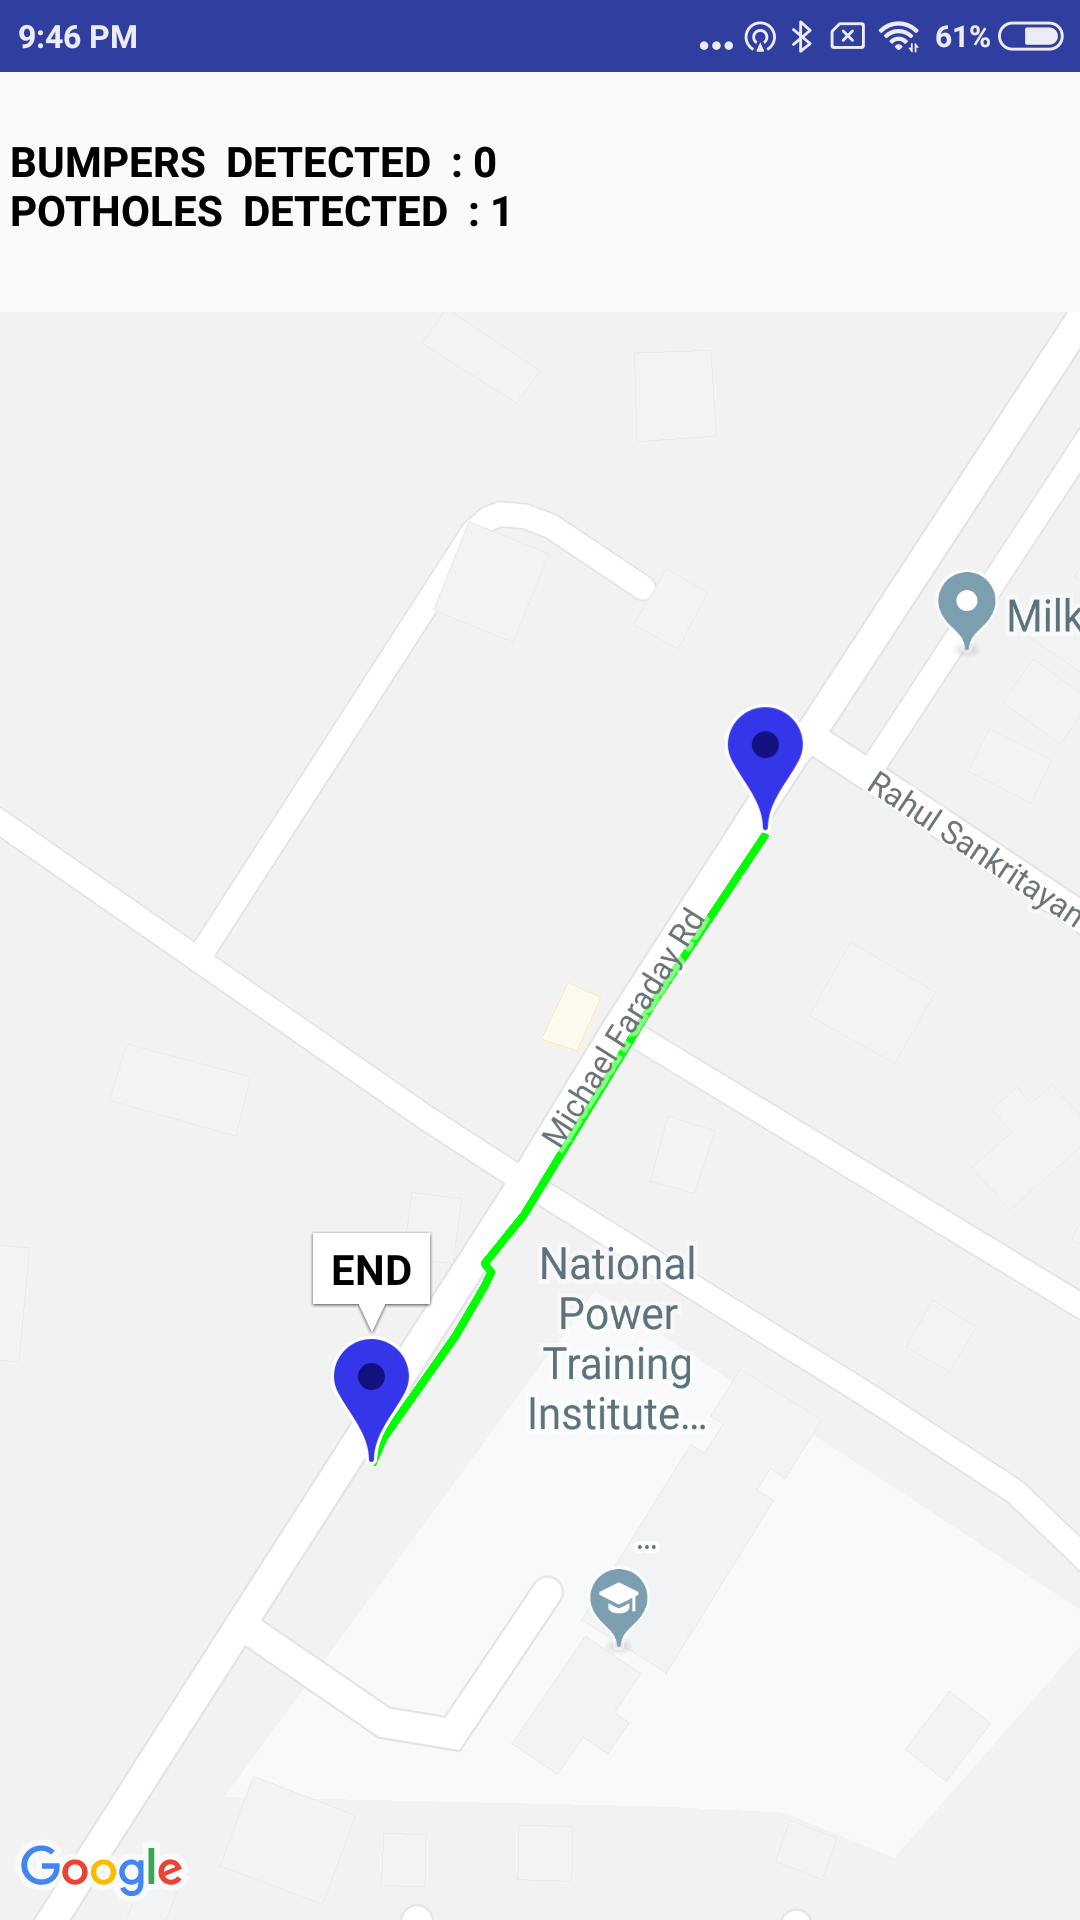 9:46 PM
61%
BUMPERS DETECTED : 0
POTHOLES DETECTED : 1
Milk
Rahul Sankritayan
Michael Faraday Rd
END
National
Power
Training
Institute...
...
Google